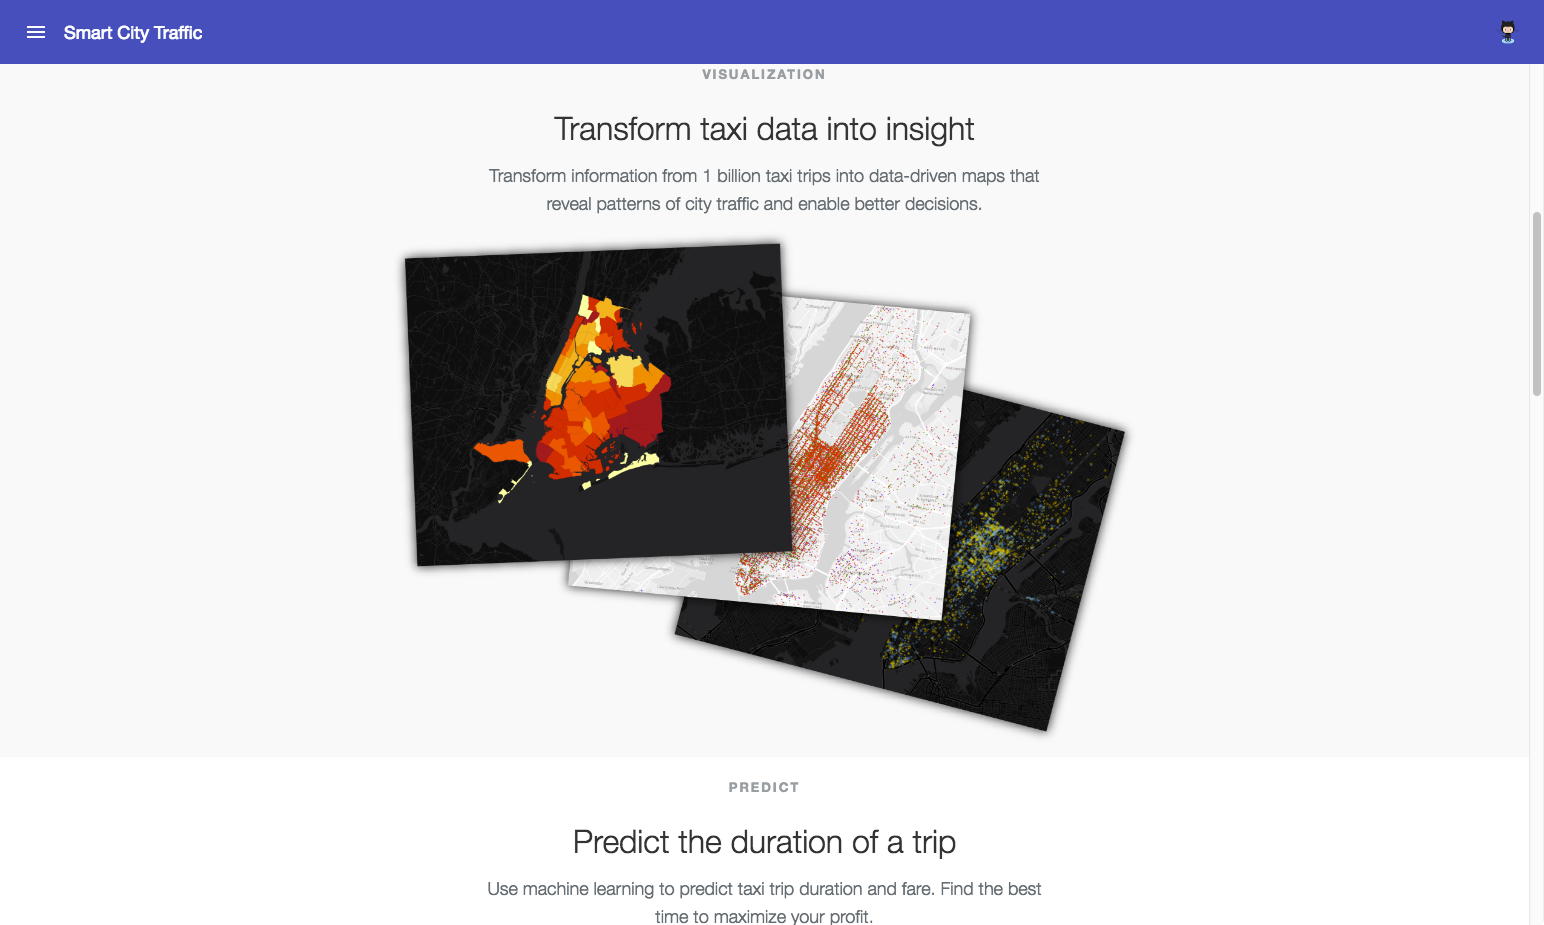 Smart City Traffic
VISUALIZATION
Transform taxi data into insight
Transform information from 1 billion taxi trips into data-driven maps that
reveal patterns of city traffic and enable better decisions.
PREDICT
Predict the duration of a trip
Use machine learning to predict taxi trip duration and fare. Find the best
time to maximize your profit.